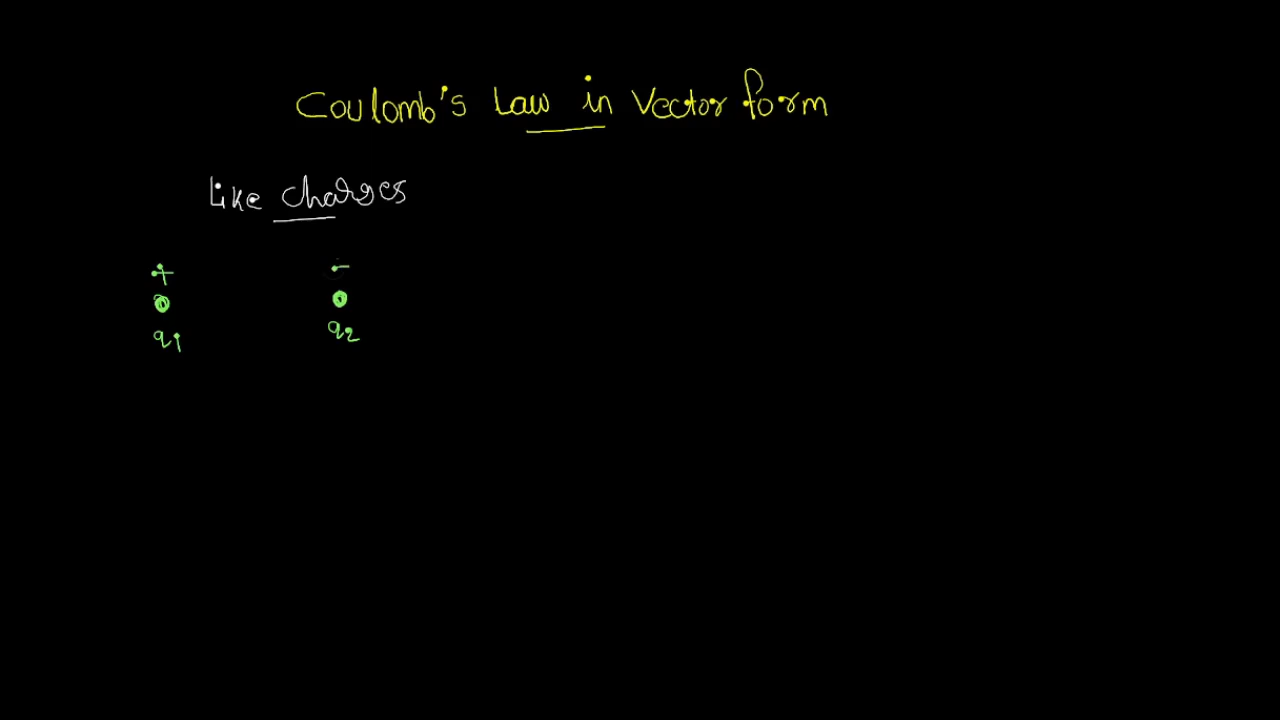 Coulomb's Law in Vector form
Like charges
+ -
q1 q2